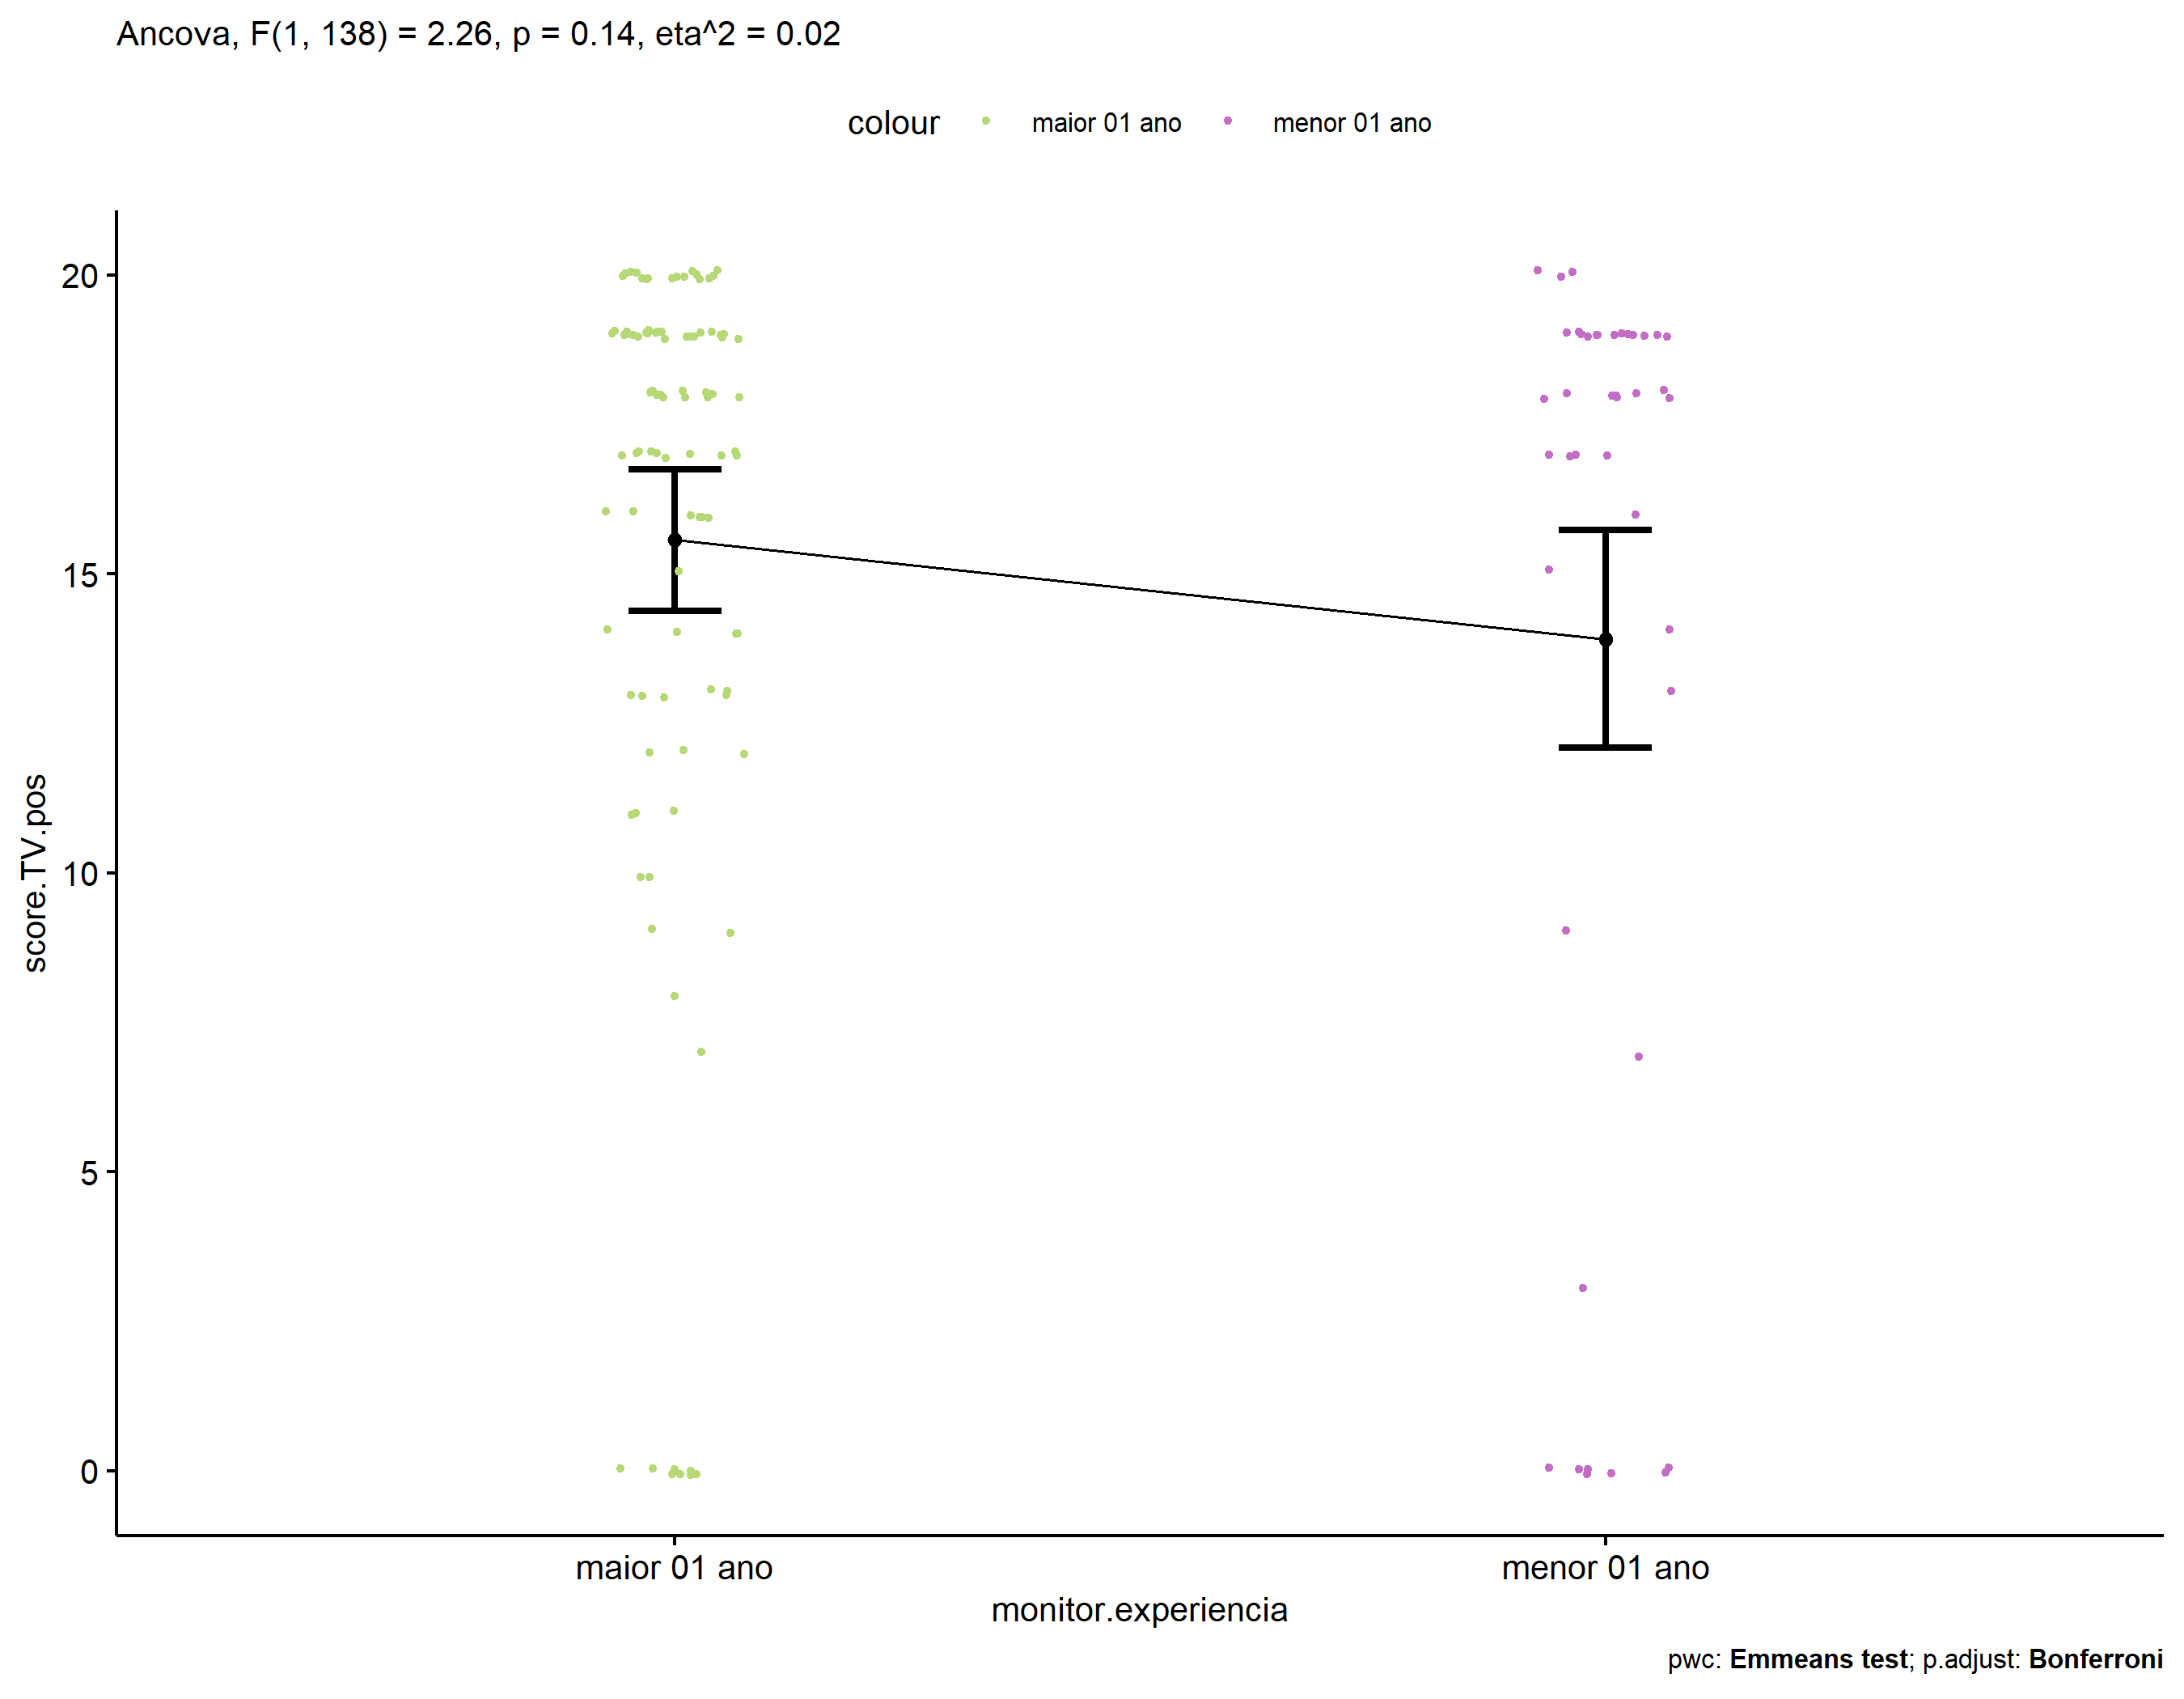 Ancova, F(1, 138) = 2.26, p = 0.14, eta^2 = 0.02
colour maior 01 ano menor 01 ano
20
15
10
5
0
score.TV.pos
maior 01 ano menor 01 ano
monitor.experiencia
pwc: Emmeans test; p.adjust: Bonferroni